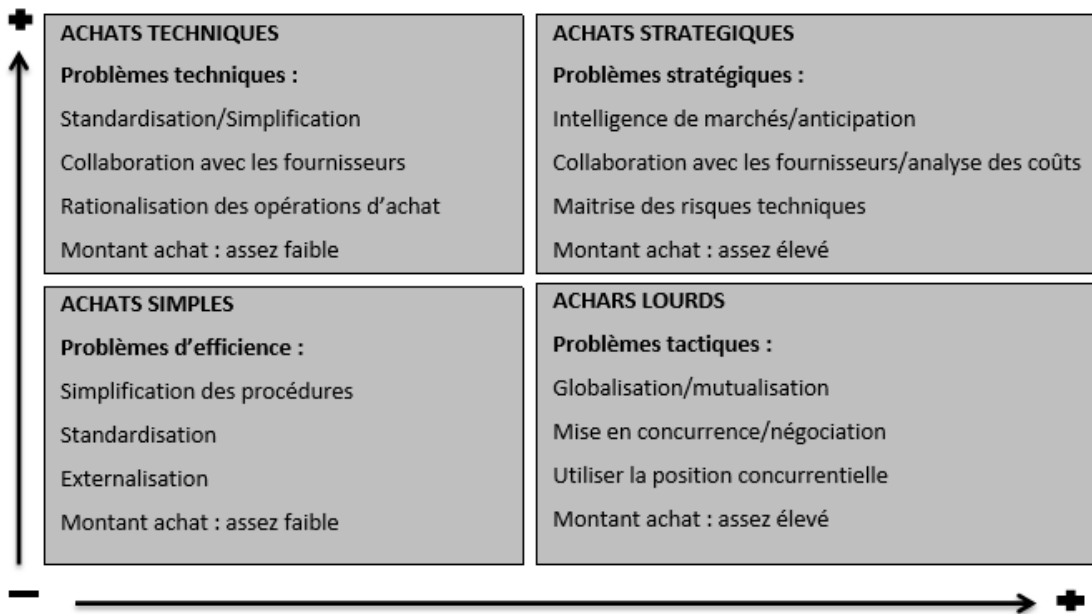 ACHATS TECHNIQUES
Problèmes techniques :
Standardisation/Simplification
Collaboration avec les fournisseurs
Rationalisation des opérations d’achat
Montant achat : assez faible
ACHATS STRATEGIQUES
Problèmes stratégiques :
Intelligence de marchés/anticipation
Collaboration avec les fournisseurs/analyse des coûts
Maitrise des risques techniques
Montant achat : assez élevé
ACHATS SIMPLES
Problèmes d’efficience :
Simplification des procédures
Standardisation
Externalisation
Montant achat : assez faible
ACHARS LOURDS
Problèmes tactiques :
Globalisation/mutualisation
Mise en concurrence/négociation
Utiliser la position concurrentielle
Montant achat : assez élevé